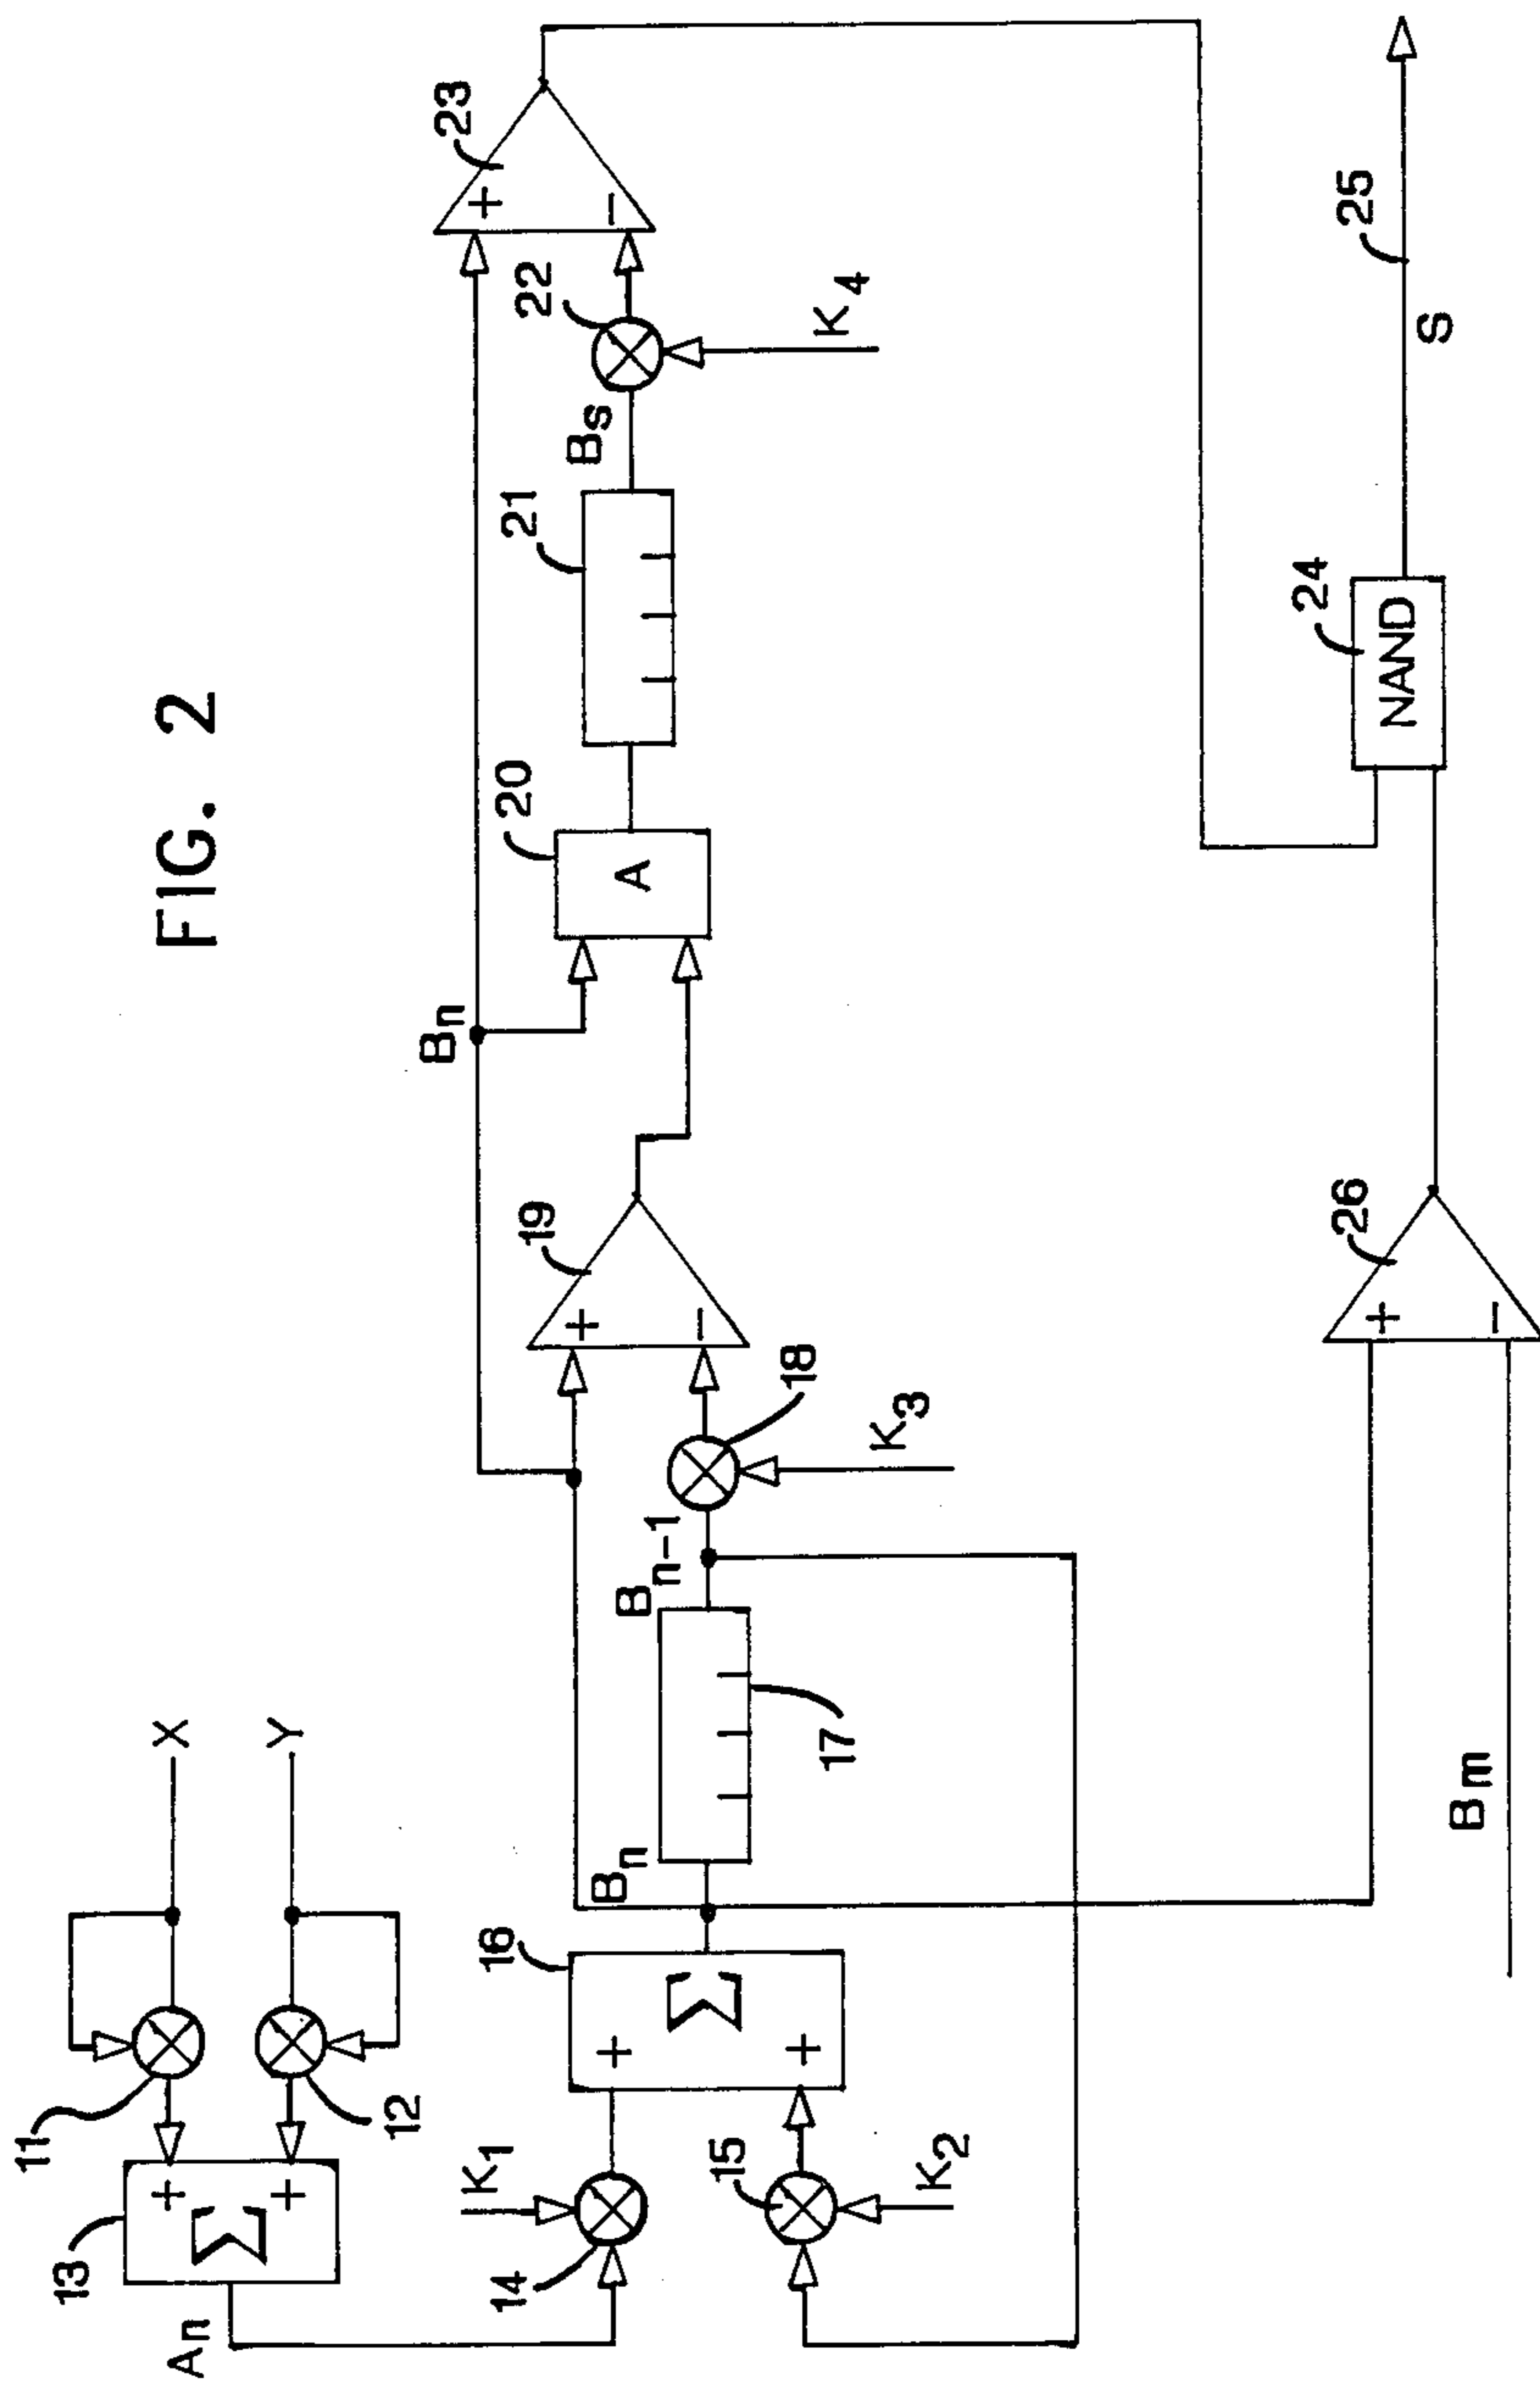 FIG. 2
11
X
12
Y
13
Σ
+
+
An
14
K1
15
K2
16
Σ
+
+
Bn
17
Bn-1
18
K3
19
+
−
Bn
20
A
21
Bs
22
K4
23
+
−
Bm
26
+
−
24
NAND
25
S